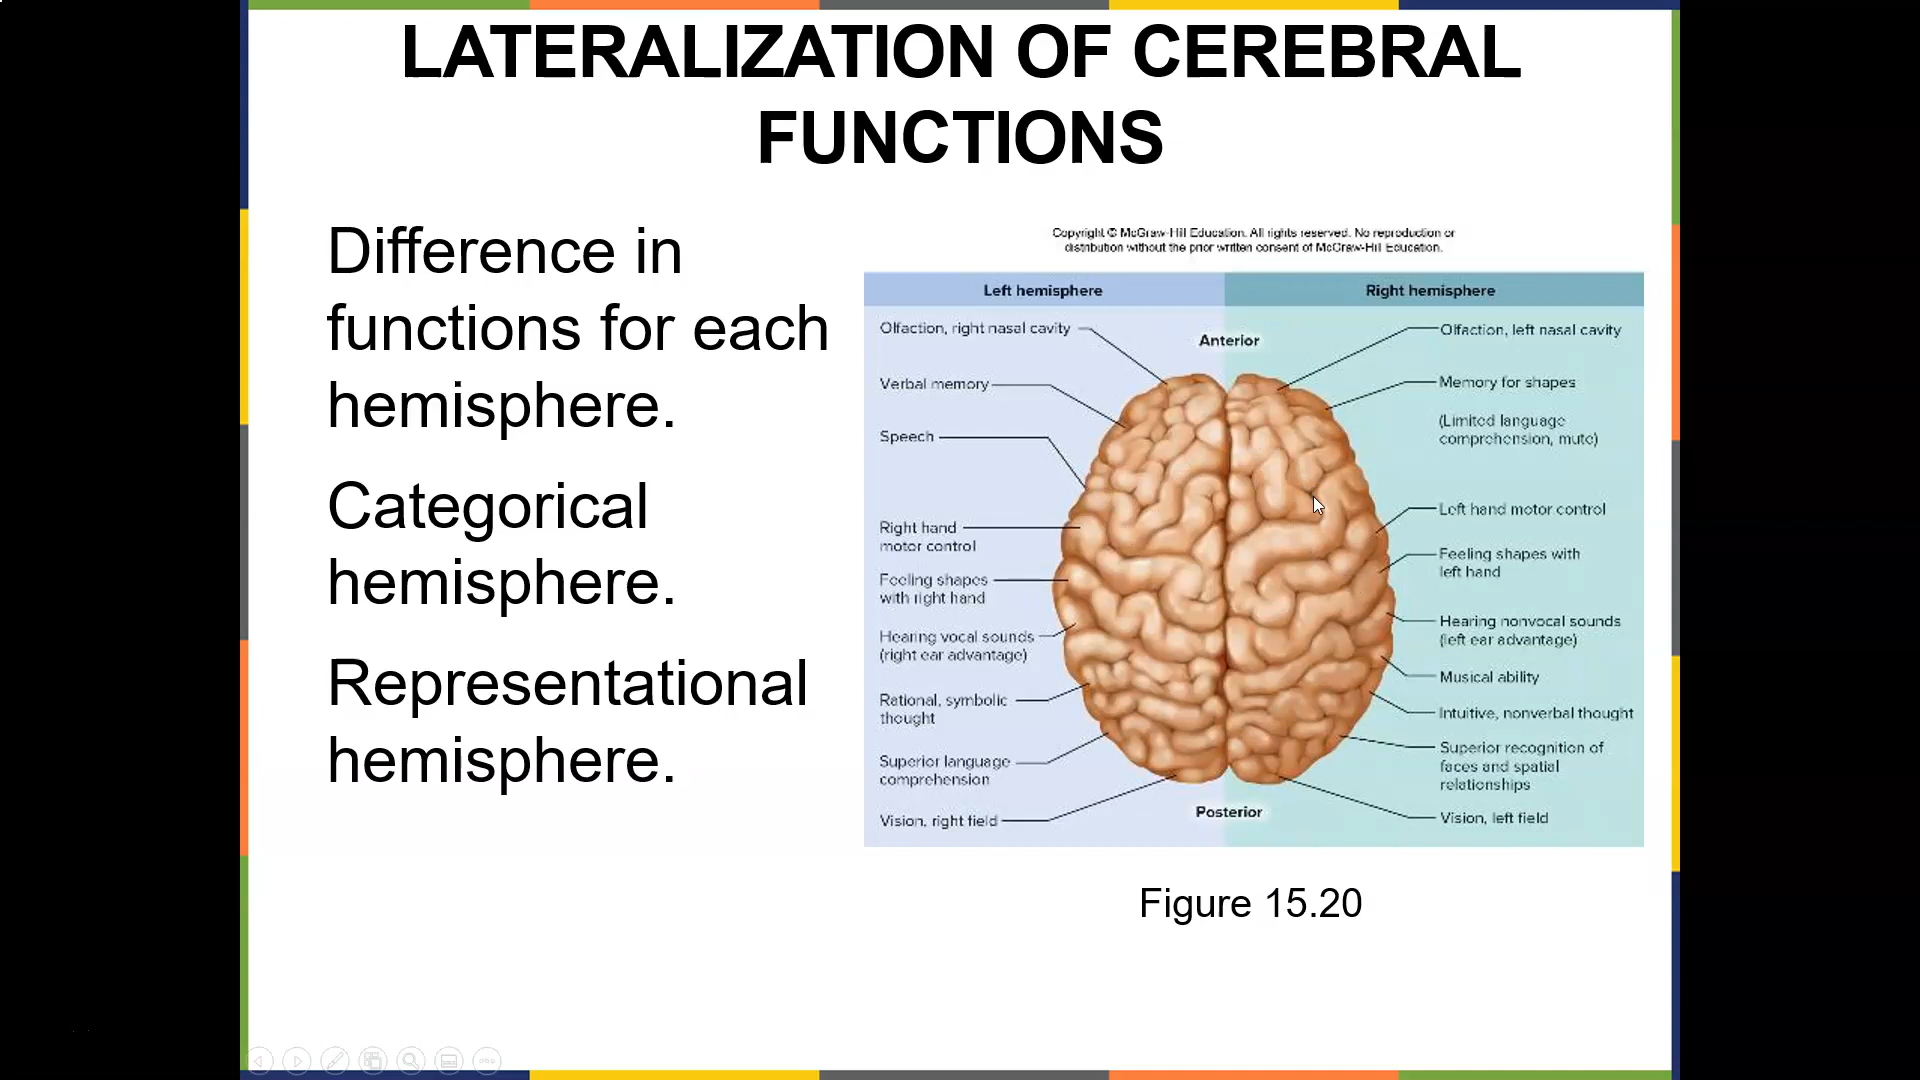 LATERALIZATION OF CEREBRAL
FUNCTIONS
Difference in
functions for each
hemisphere.
Categorical
hemisphere.
Representational
hemisphere.
Copyright © McGraw-Hill Education. All rights reserved. No reproduction or
distribution without the prior written consent of McGraw-Hill Education.
Left hemisphere
Olfaction, right nasal cavity
Verbal memory
Speech
Right hand
motor control
Feeling shapes
with right hand
Hearing vocal sounds
(right ear advantage)
Rational, symbolic
thought
Superior language
comprehension
Vision, right field
Anterior
Posterior
Right hemisphere
Olfaction, left nasal cavity
Memory for shapes
(Limited language
comprehension, mute)
Left hand motor control
Feeling shapes with
left hand
Hearing nonvocal sounds
(left ear advantage)
Musical ability
Intuitive, nonverbal thought
Superior recognition of
faces and spatial
relationships
Vision, left field
Figure 15.20